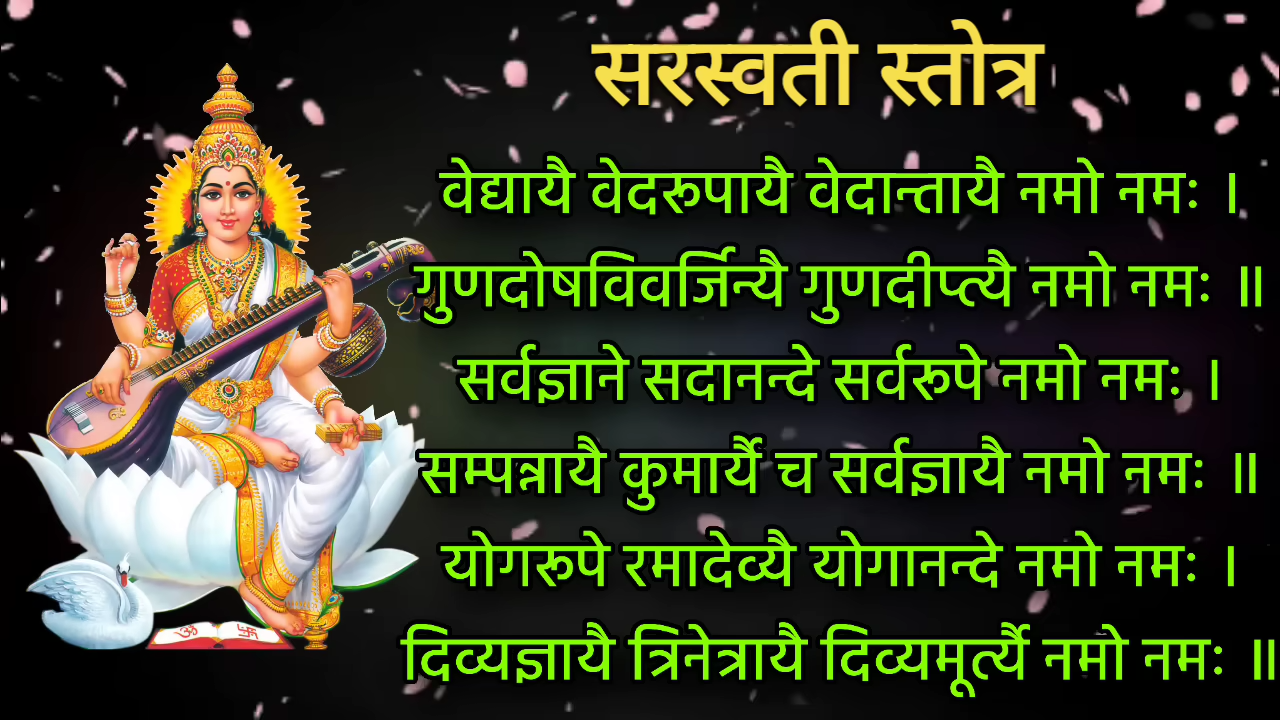 सरस्वती स्तोत्र
वेद्यायै वेदरूपायै वेदान्तायै नमो नमः ।
गुणदोषविवर्जिन्यै गुणदीप्त्यै नमो नमः ॥
सर्वज्ञाने सदानन्दे सर्वरूपे नमो नमः ।
सम्पन्नायै कुमार्यै च सर्वज्ञायै नमो नमः ॥
योगरूपे रमादेव्यै योगानन्दे नमो नमः ।
दिव्यज्ञायै त्रिनेत्रायै दिव्यमूर्त्यै नमो नमः ॥
ॐ